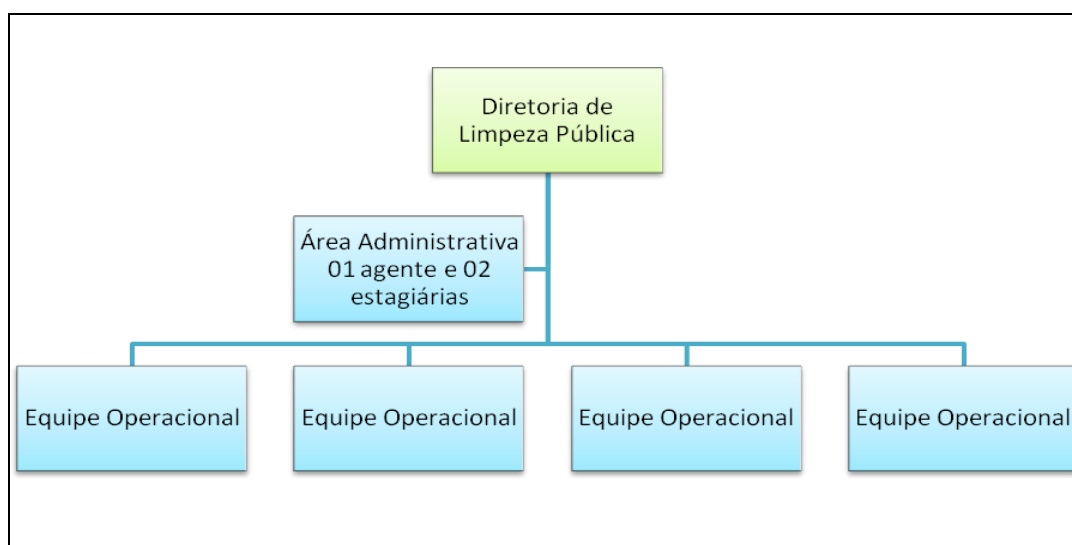 Diretoria de
Limpeza Pública
Área Administrativa
01 agente e 02
estagiárias
Equipe Operacional
Equipe Operacional
Equipe Operacional
Equipe Operacional